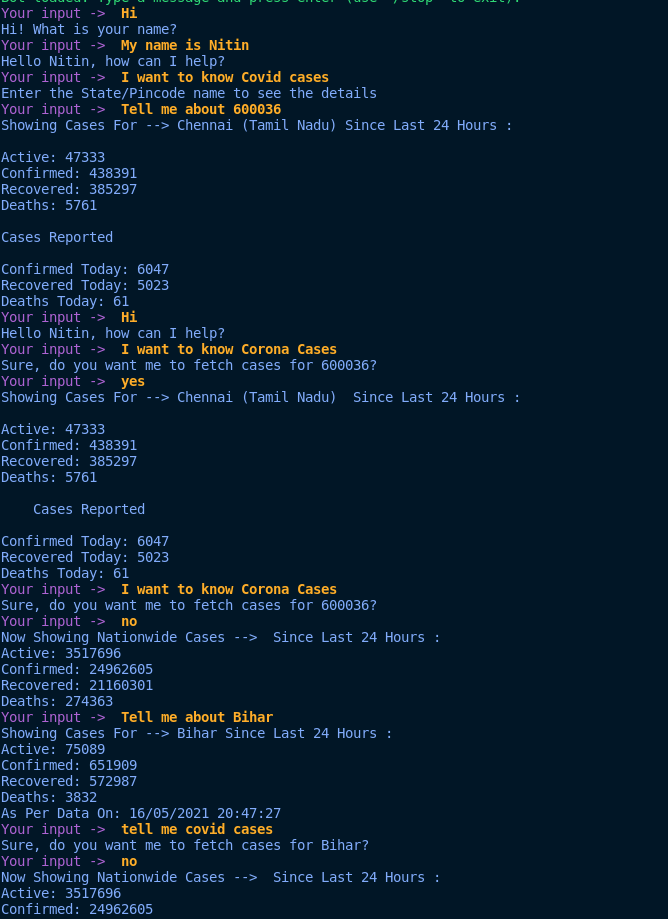 Bot loaded. Type a message and press enter (use '/stop' to exit):
Your input ->  Hi
Hi! What is your name?
Your input ->  My name is Nitin
Hello Nitin, how can I help?
Your input ->  I want to know Covid cases
Enter the State/Pincode name to see the details
Your input ->  Tell me about 600036
Showing Cases For --> Chennai (Tamil Nadu) Since Last 24 Hours :
Active: 47333
Confirmed: 438391
Recovered: 385297
Deaths: 5761
Cases Reported
Confirmed Today: 6047
Recovered Today: 5023
Deaths Today: 61
Your input ->  Hi
Hello Nitin, how can I help?
Your input ->  I want to know Corona Cases
Sure, do you want me to fetch cases for 600036?
Your input ->  yes
Showing Cases For --> Chennai (Tamil Nadu)  Since Last 24 Hours :
Active: 47333
Confirmed: 438391
Recovered: 385297
Deaths: 5761
Cases Reported
Confirmed Today: 6047
Recovered Today: 5023
Deaths Today: 61
Your input ->  I want to know Corona Cases
Sure, do you want me to fetch cases for 600036?
Your input ->  no
Now Showing Nationwide Cases -->  Since Last 24 Hours :
Active: 3517696
Confirmed: 24962605
Recovered: 21160301
Deaths: 274363
Your input ->  Tell me about Bihar
Showing Cases For --> Bihar Since Last 24 Hours :
Active: 75089
Confirmed: 651909
Recovered: 572987
Deaths: 3832
As Per Data On: 16/05/2021 20:47:27
Your input ->  tell me covid cases
Sure, do you want me to fetch cases for Bihar?
Your input ->  no
Now Showing Nationwide Cases -->  Since Last 24 Hours :
Active: 3517696
Confirmed: 24962605